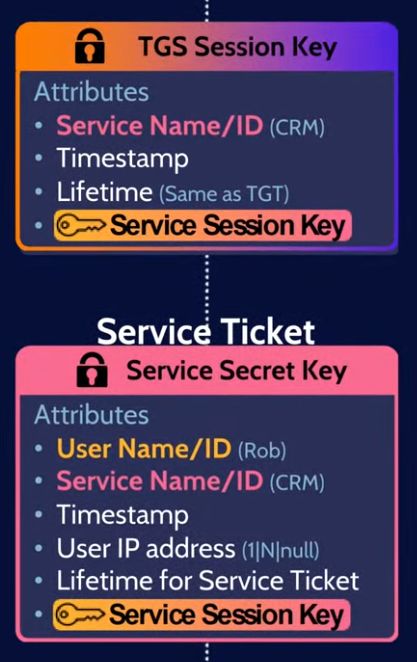 TGS Session Key
Attributes
• Service Name/ID (CRM)
• Timestamp
• Lifetime (Same as TGT)
• Service Session Key
Service Ticket
Service Secret Key
Attributes
• User Name/ID (Rob)
• Service Name/ID (CRM)
• Timestamp
• User IP address (1|N|null)
• Lifetime for Service Ticket
• Service Session Key